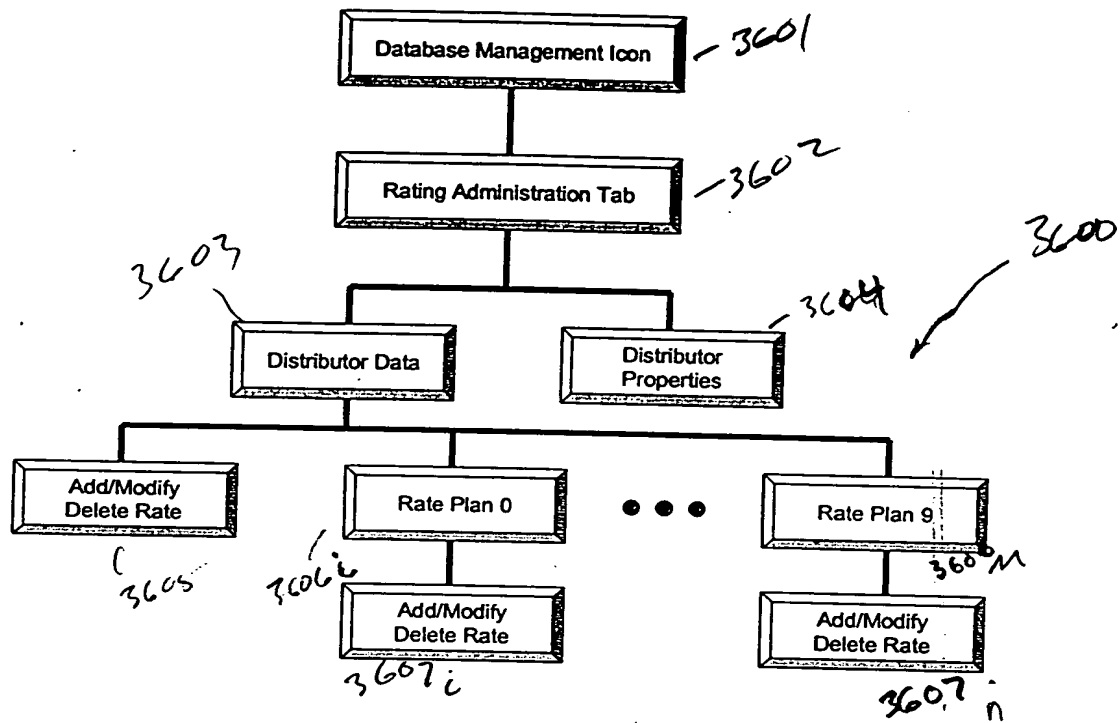 Database Management Icon
3601
Rating Administration Tab
3602
3600
3603
3604
Distributor Data
Distributor
Properties
Add/Modify
Delete Rate
Rate Plan 0
Rate Plan 9
3605
3606i
Add/Modify
Delete Rate
Add/Modify
Delete Rate
3607i
3607n